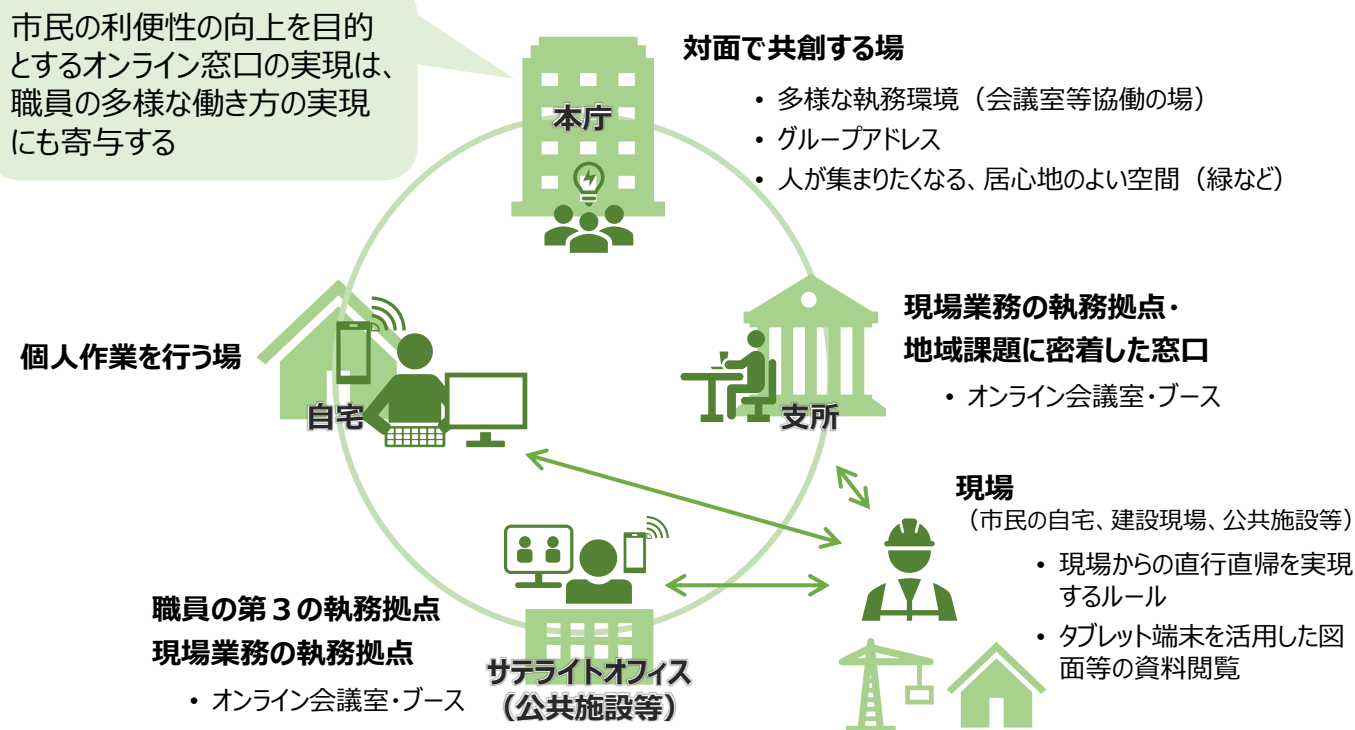 市民の利便性の向上を目的
とするオンライン窓口の実現は、
職員の多様な働き方の実現
にも寄与する
本庁
対面で共創する場
• 多様な執務環境（会議室等協働の場）
• グループアドレス
• 人が集まりたくなる、居心地のよい空間（緑など）
個人作業を行う場
自宅
現場業務の執務拠点・
地域課題に密着した窓口
• オンライン会議室・ブース
支所
現場
（市民の自宅、建設現場、公共施設等）
• 現場からの直行直帰を実現
するルール
• タブレット端末を活用した図
面等の資料閲覧
職員の第３の執務拠点
現場業務の執務拠点
• オンライン会議室・ブース
サテライトオフィス
（公共施設等）